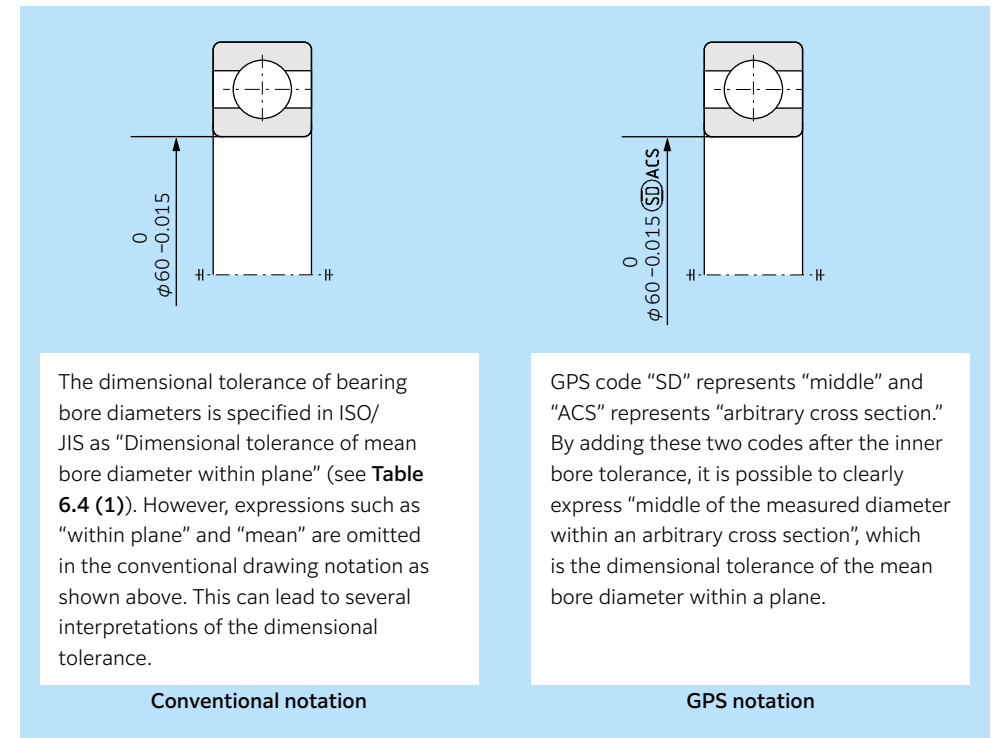 0
φ60 −0.015
0
φ60 −0.015 SD ACS
The dimensional tolerance of bearing
bore diameters is specified in ISO/
JIS as “Dimensional tolerance of mean
bore diameter within plane” (see Table
6.4 (1)). However, expressions such as
“within plane” and “mean” are omitted
in the conventional drawing notation as
shown above. This can lead to several
interpretations of the dimensional
tolerance.
Conventional notation
GPS code “SD” represents “middle” and
“ACS” represents “arbitrary cross section.”
By adding these two codes after the inner
bore tolerance, it is possible to clearly
express “middle of the measured diameter
within an arbitrary cross section”, which
is the dimensional tolerance of the mean
bore diameter within a plane.
GPS notation